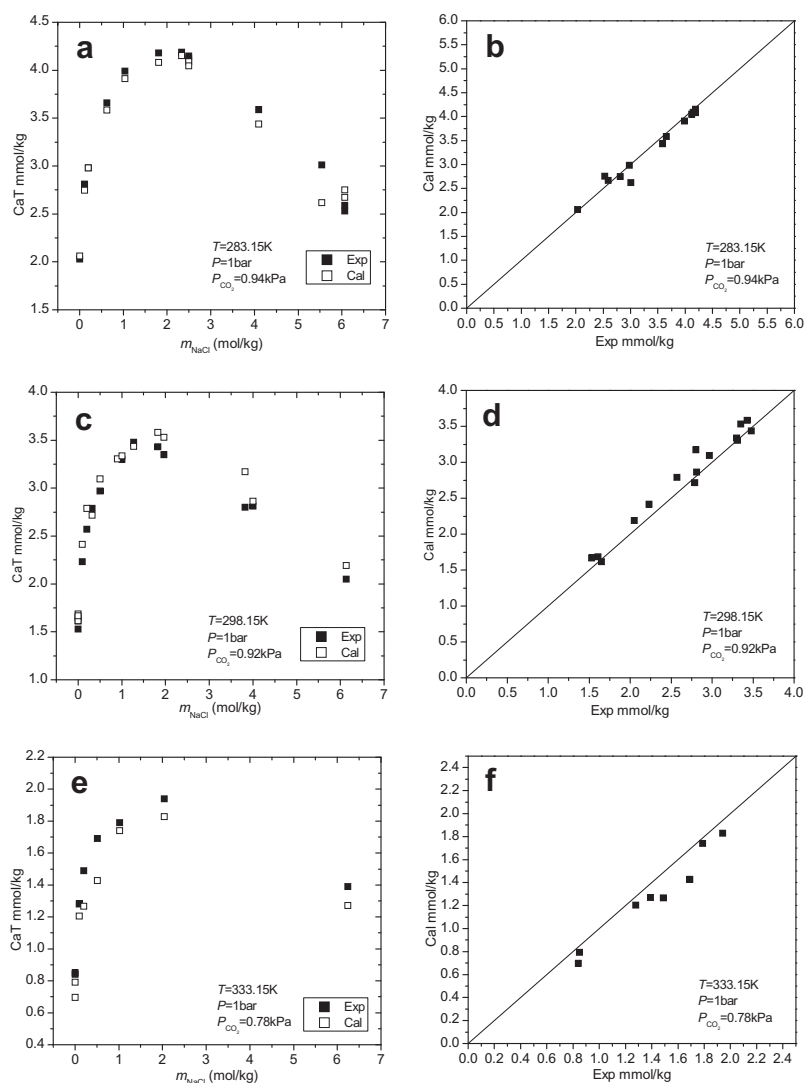 a
4.5
4.0
3.5
3.0
2.5
2.0
1.5
CaT mmol/kg
T=283.15K
P=1bar
P_CO2=0.94kPa
Exp
Cal
0 1 2 3 4 5 6 7
m_NaCl (mol/kg)
b
6.0
5.5
5.0
4.5
4.0
3.5
3.0
2.5
2.0
1.5
1.0
0.5
0.0
Cal mmol/kg
T=283.15K
P=1bar
P_CO2=0.94kPa
0.0 0.5 1.0 1.5 2.0 2.5 3.0 3.5 4.0 4.5 5.0 5.5 6.0
Exp mmol/kg
c
4.0
3.5
3.0
2.5
2.0
1.5
1.0
CaT mmol/kg
T=298.15K
P=1bar
P_CO2=0.92kPa
Exp
Cal
0 1 2 3 4 5 6 7
m_NaCl (mol/kg)
d
4.0
3.5
3.0
2.5
2.0
1.5
1.0
0.5
0.0
Cal mmol/kg
T=298.15K
P=1bar
P_CO2=0.92kPa
0.0 0.5 1.0 1.5 2.0 2.5 3.0 3.5 4.0
Exp mmol/kg
e
2.2
2.0
1.8
1.6
1.4
1.2
1.0
0.8
0.6
0.4
CaT mmol/kg
T=333.15K
P=1bar
P_CO2=0.78kPa
Exp
Cal
0 1 2 3 4 5 6 7
m_NaCl (mol/kg)
f
2.4
2.2
2.0
1.8
1.6
1.4
1.2
1.0
0.8
0.6
0.4
0.2
0.0
Cal mmol/kg
T=333.15K
P=1bar
P_CO2=0.78kPa
0.0 0.2 0.4 0.6 0.8 1.0 1.2 1.4 1.6 1.8 2.0 2.2 2.4
Exp mmol/kg